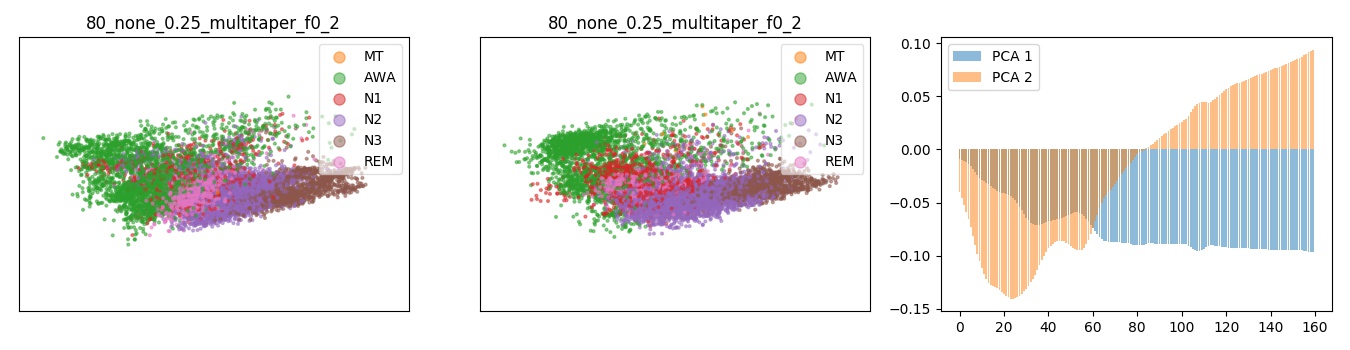 80_none_0.25_multitaper_f0_2
MT
AWA
N1
N2
N3
REM
80_none_0.25_multitaper_f0_2
MT
AWA
N1
N2
N3
REM
PCA 1
PCA 2
0.10
0.05
0.00
−0.05
−0.10
−0.15
0 20 40 60 80 100 120 140 160